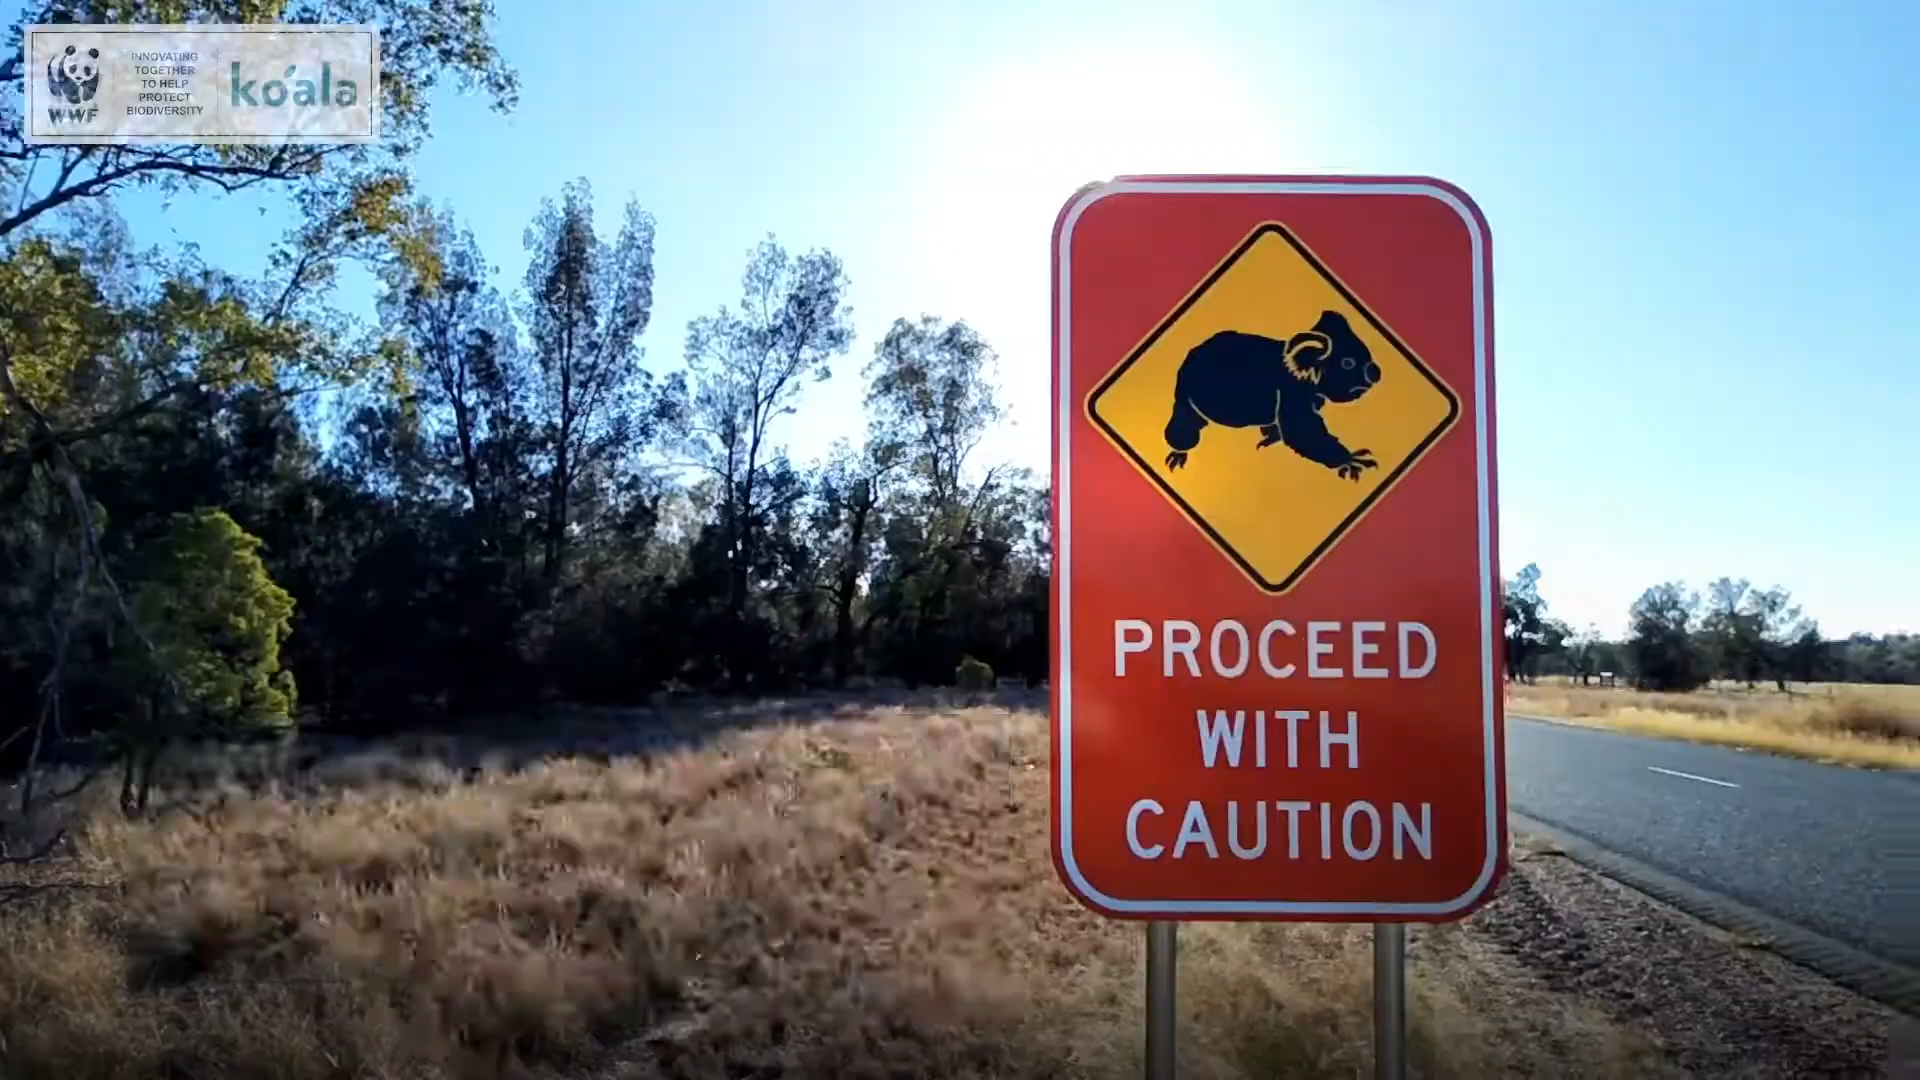 WWF
INNOVATING
TOGETHER
TO HELP
PROTECT
BIODIVERSITY
koala
PROCEED
WITH
CAUTION